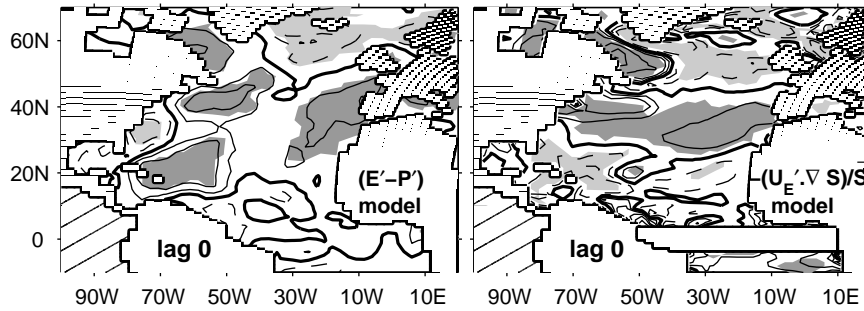 60N
40N
20N
0
(E′−P′)
model
lag 0
90W 70W 50W 30W 10W 10E
−(U_E′.∇ S)/S
model
lag 0
90W 70W 50W 30W 10W 10E